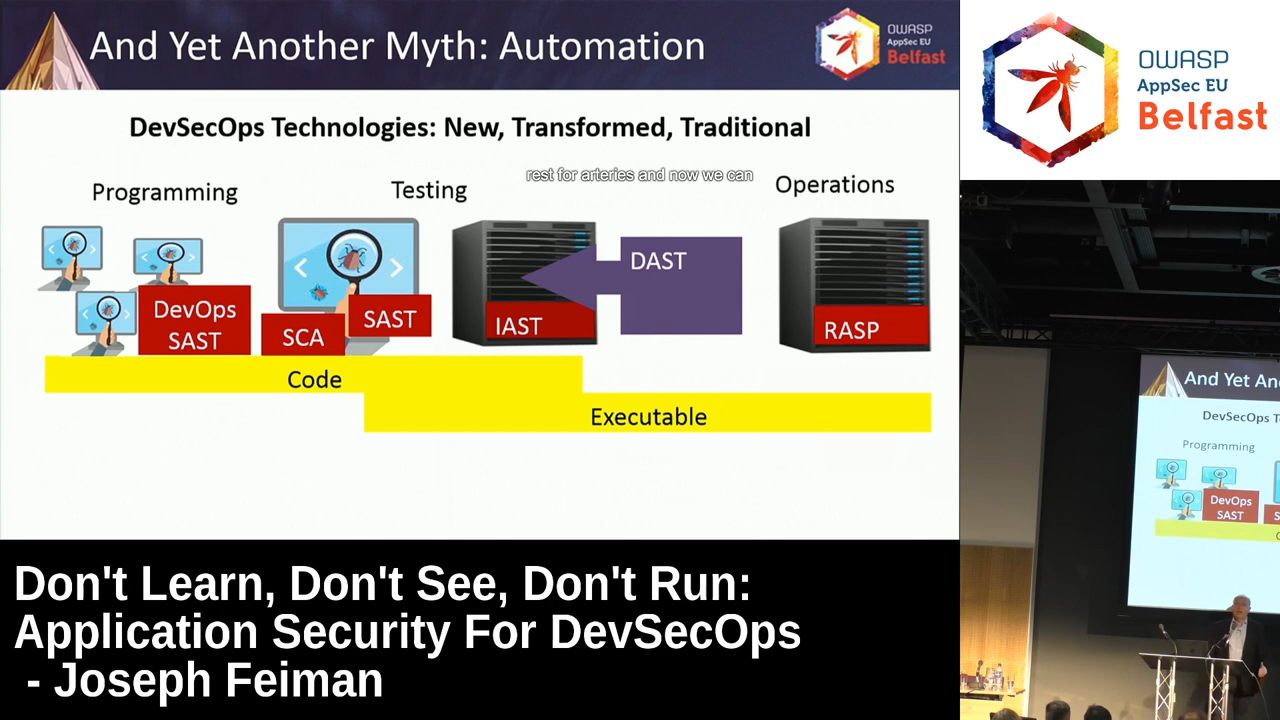 And Yet Another Myth: Automation
OWASP
AppSec EU
Belfast
DevSecOps Technologies: New, Transformed, Traditional
rest for arteries and now we can
Programming
Testing
Operations
DevOps
SAST
SCA
SAST
IAST
DAST
RASP
Code
Executable
Don't Learn, Don't See, Don't Run:
Application Security For DevSecOps
- Joseph Feiman
OWASP
AppSec EU
Belfast
And Yet An
DevSecOps T
Programming
DevOps
SAST
S